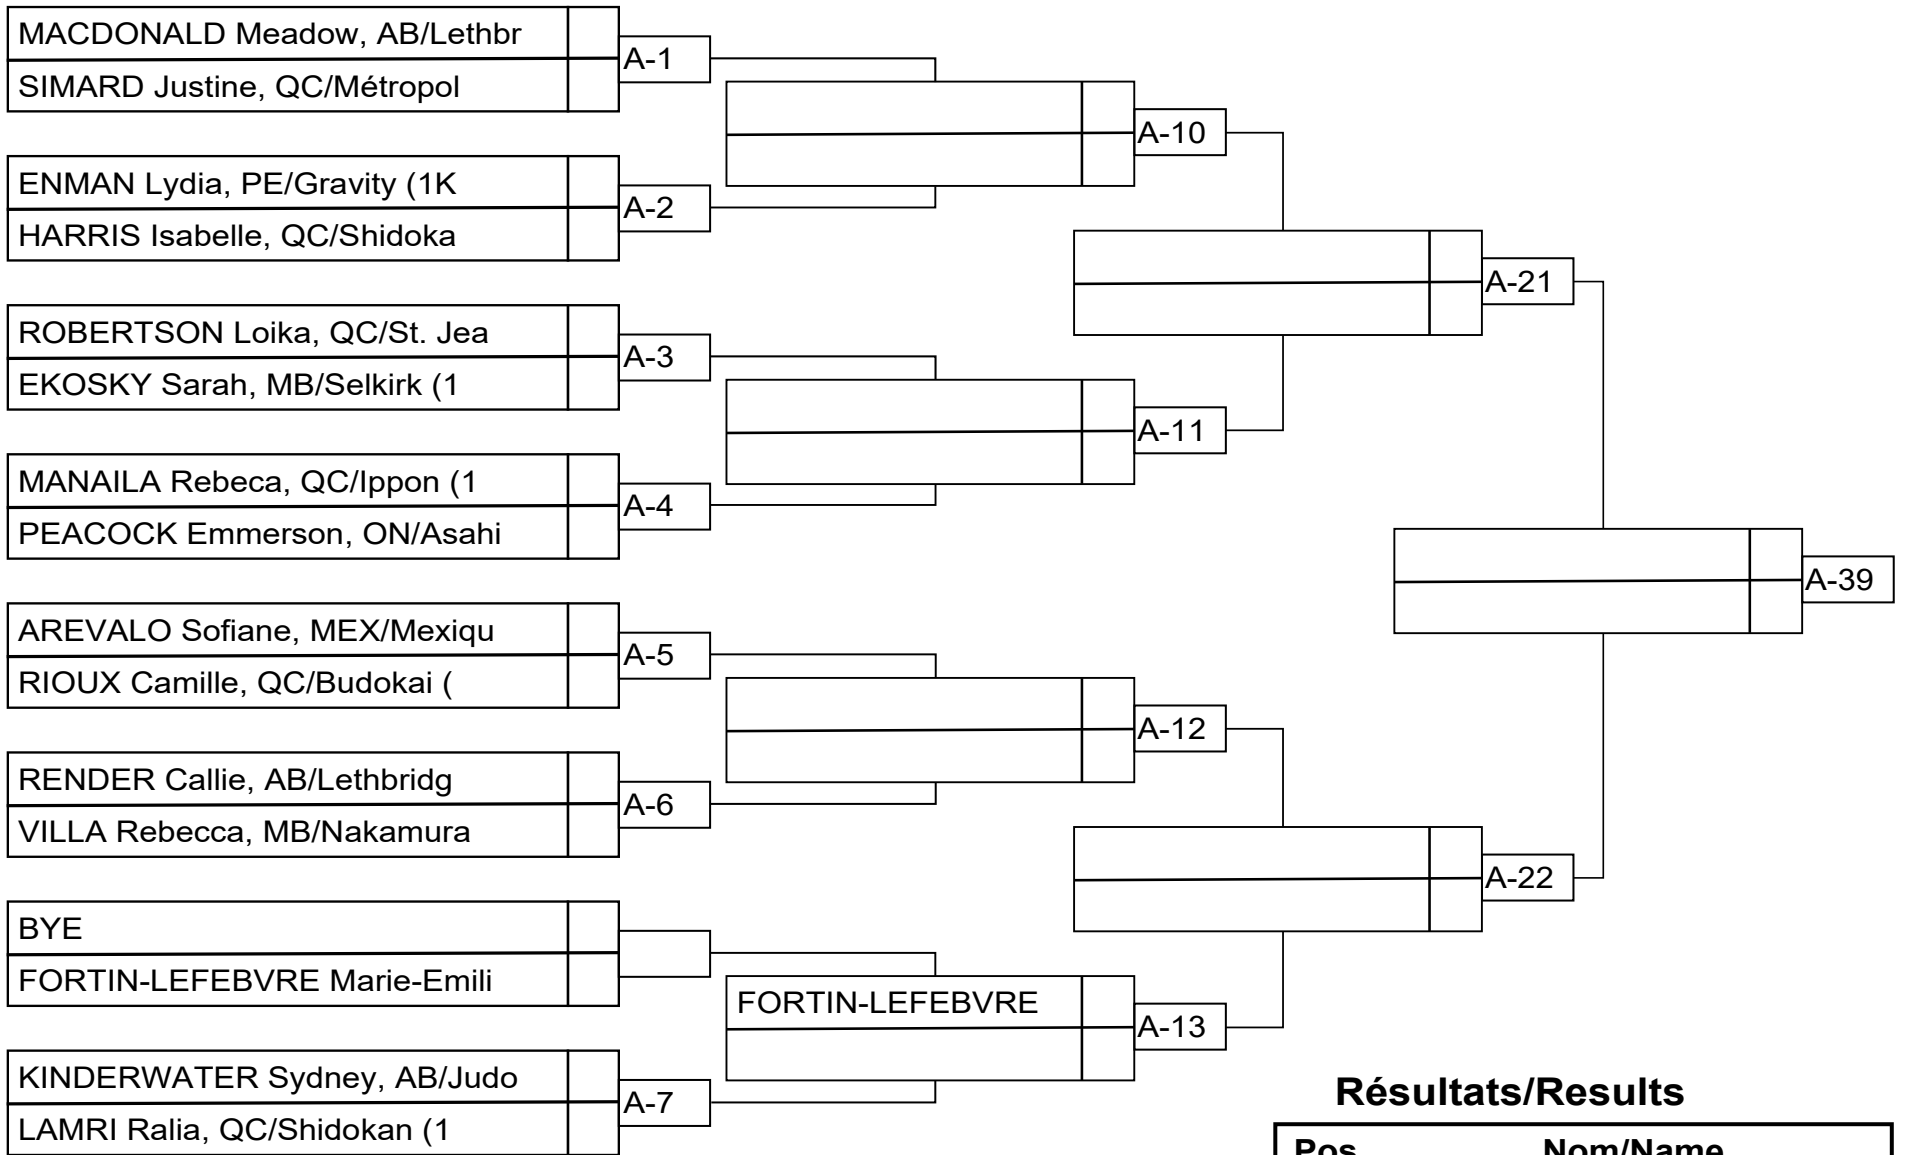 MACDONALD Meadow, AB/Lethbr
SIMARD Justine, QC/Métropol
A-1
ENMAN Lydia, PE/Gravity (1K
HARRIS Isabelle, QC/Shidoka
A-2
A-10
ROBERTSON Loika, QC/St. Jea
EKOSKY Sarah, MB/Selkirk (1
A-3
A-21
MANAILA Rebeca, QC/Ippon (1
PEACOCK Emmerson, ON/Asahi
A-4
A-11
AREVALO Sofiane, MEX/Mexiqu
RIOUX Camille, QC/Budokai (
A-5
A-39
RENDER Callie, AB/Lethbridg
VILLA Rebecca, MB/Nakamura
A-6
A-12
BYE
FORTIN-LEFEBVRE Marie-Emili
A-22
FORTIN-LEFEBVRE
A-13
KINDERWATER Sydney, AB/Judo
LAMRI Ralia, QC/Shidokan (1
A-7
Résultats/Results
Pos Nom/Name